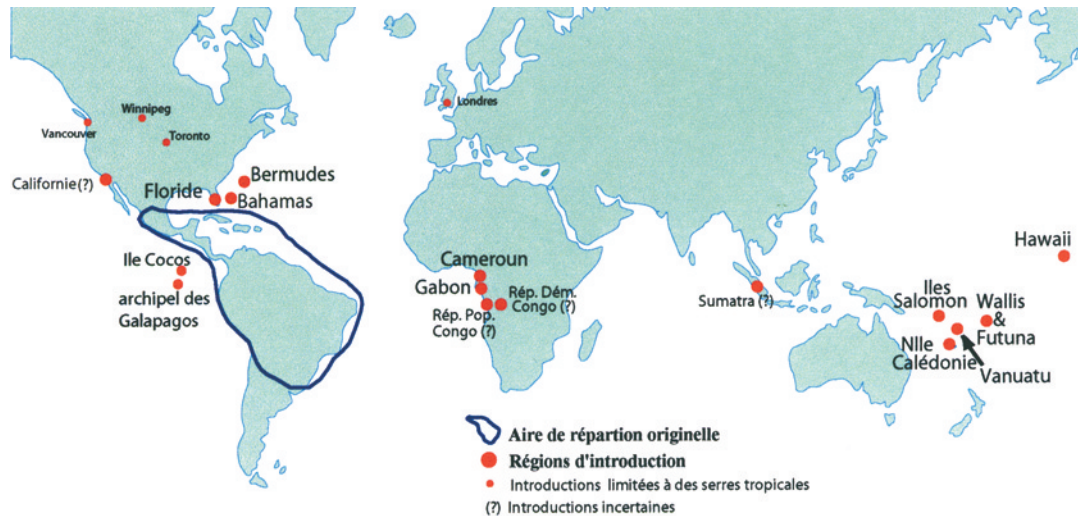 Winnipeg
Vancouver
Toronto
Londres
Californie (?)
Floride
Bermudes
Bahamas
Ile Cocos
archipel des
Galapagos
Cameroun
Gabon
Rép. Pop.
Congo (?)
Rép. Dém.
Congo (?)
Sumatra (?)
Hawaii
Iles
Salomon
Wallis
&
Futuna
Nlle
Calédonie
Vanuatu
Aire de répartion originelle
Régions d'introduction
Introductions limitées à des serres tropicales
(?) Introductions incertaines